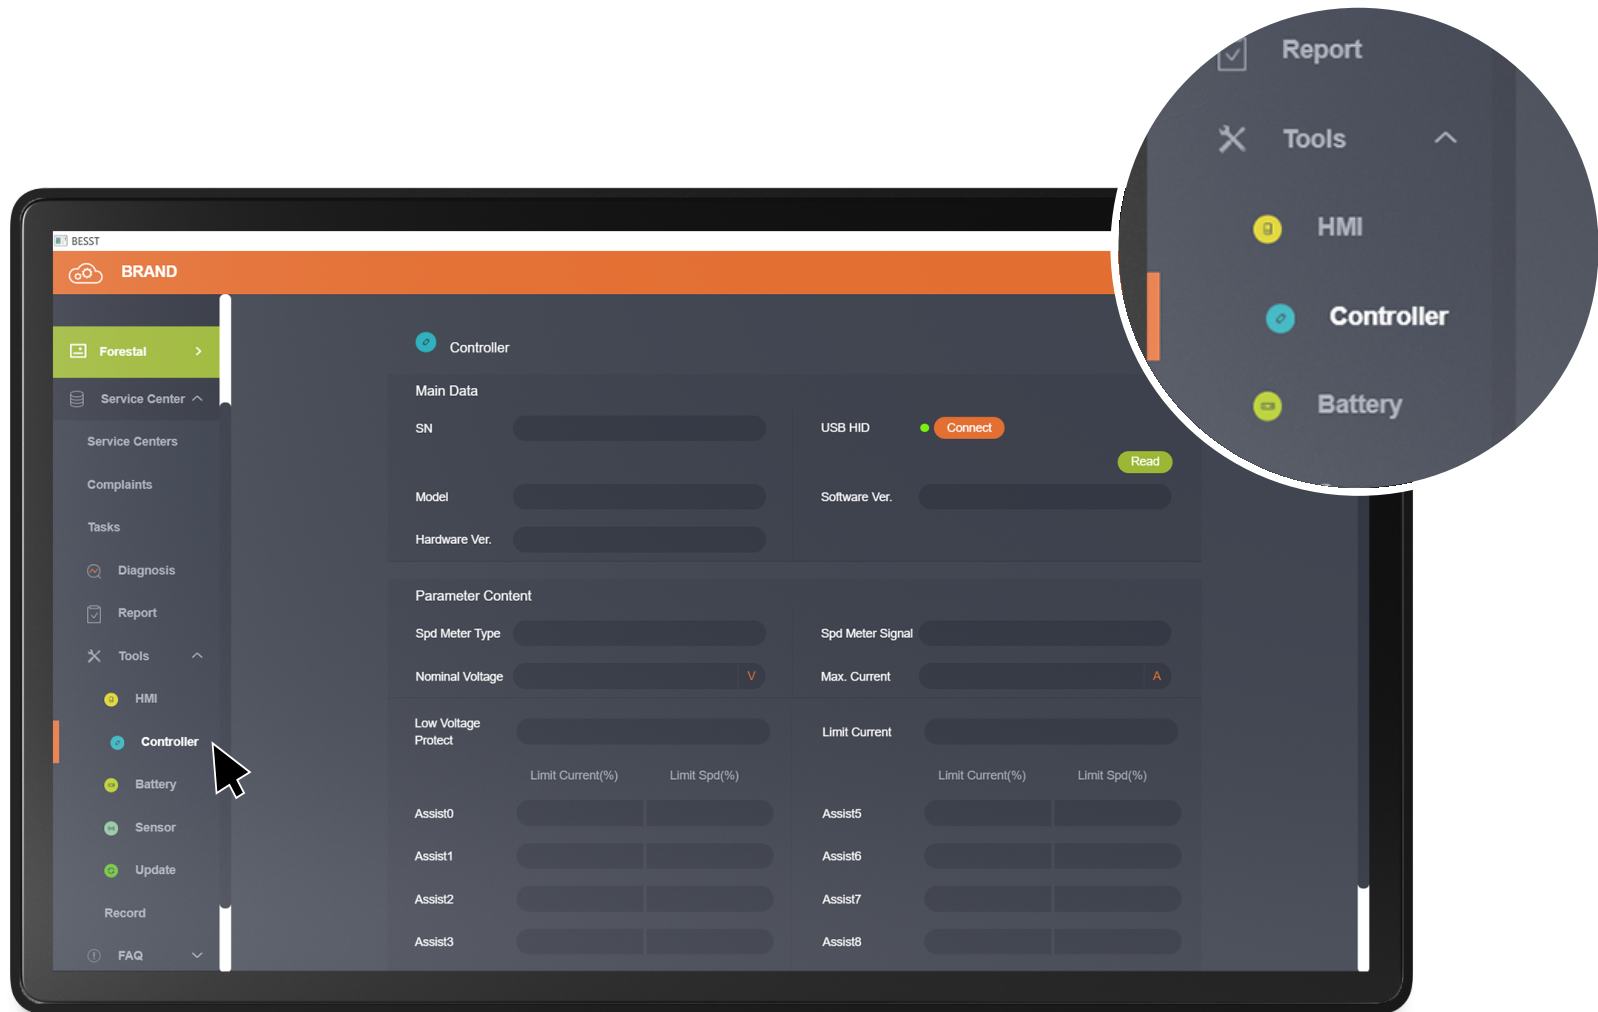 BESST
BRAND
Forestal
Service Center
Service Centers
Complaints
Tasks
Diagnosis
Report
Tools
HMI
Controller
Battery
Sensor
Update
Record
FAQ
Controller
Main Data
SN
USB HID Connect
Read
Model
Software Ver.
Hardware Ver.
Parameter Content
Spd Meter Type
Spd Meter Signal
Nominal Voltage V
Max. Current A
Low Voltage
Protect
Limit Current
Limit Current(%) Limit Spd(%)
Limit Current(%) Limit Spd(%)
Assist0
Assist5
Assist1
Assist6
Assist2
Assist7
Assist3
Assist8
Report
Tools
HMI
Controller
Battery